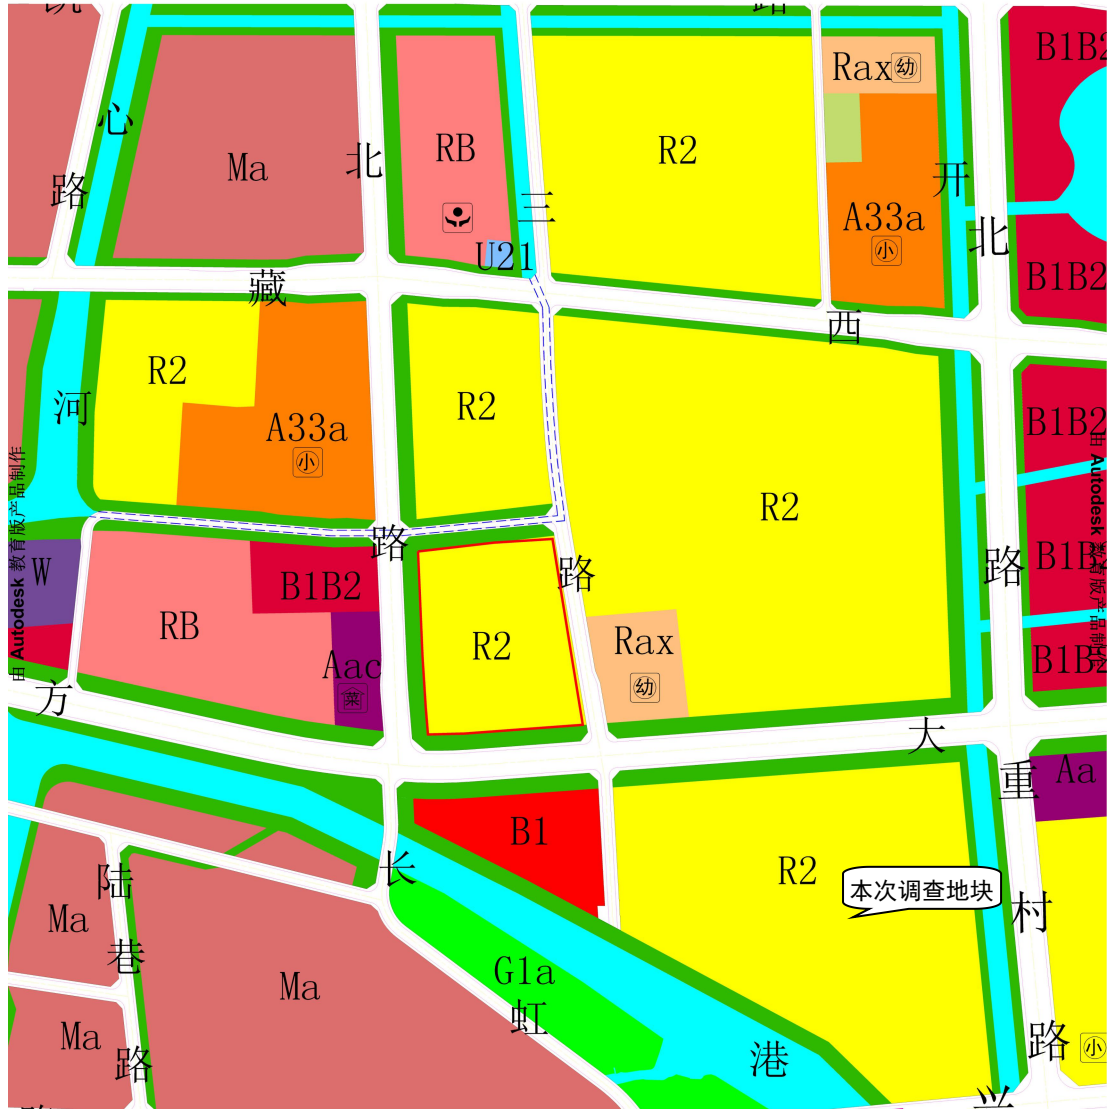 路
B1B2
Rax 幼
心
Ma
北
RB
R2
路
三
A33a
小
开
北
U21
藏
B1B2
西
R2
河
A33a
小
R2
B1B2
R2
由 Autodesk 教育版产品制作
由 Autodesk 教育版产品制作
路
路
路
W
B1B2
RB
Aac
菜
R2
Rax
幼
B1B2
B1B2
方
大
重
Aa
B1
R2
本次调查地块
长
陆
Ma
巷
村
Ma
G1a
虹
Ma
路
港
路
小